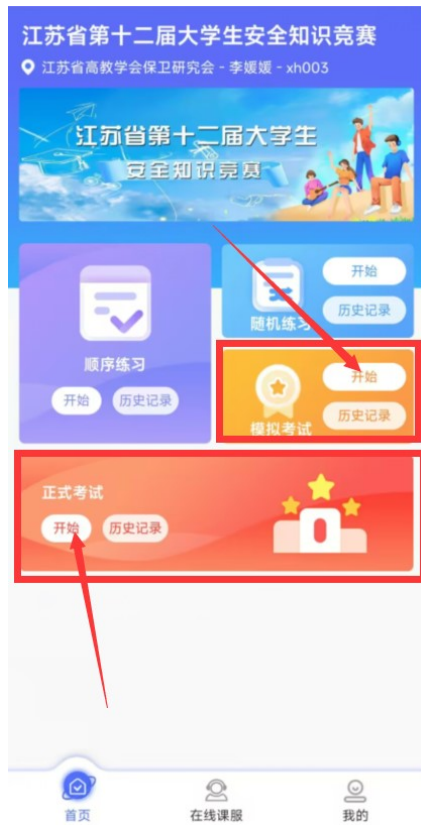 江苏省第十二届大学生安全知识竞赛
江苏省高教学会保卫研究会 - 李媛媛 - xh003
江苏省第十二届大学生
安全知识竞赛
顺序练习
开始 历史记录
随机练习
开始
历史记录
模拟考试
开始
历史记录
正式考试
开始 历史记录
首页 在线课服 我的